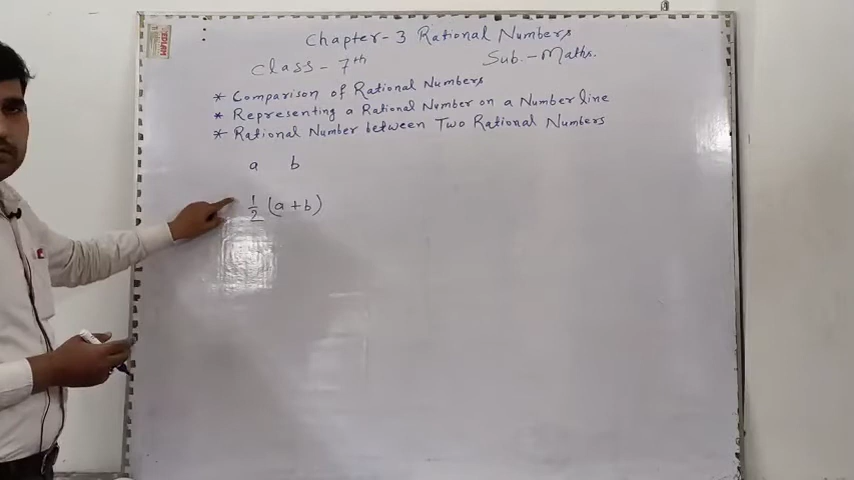 Chapter-3 Rational Numbers
Class-7th Sub.-Maths.
* Comparison of Rational Numbers
* Representing a Rational Number on a Number line
* Rational Number between Two Rational Numbers
a b
1/2 (a+b)